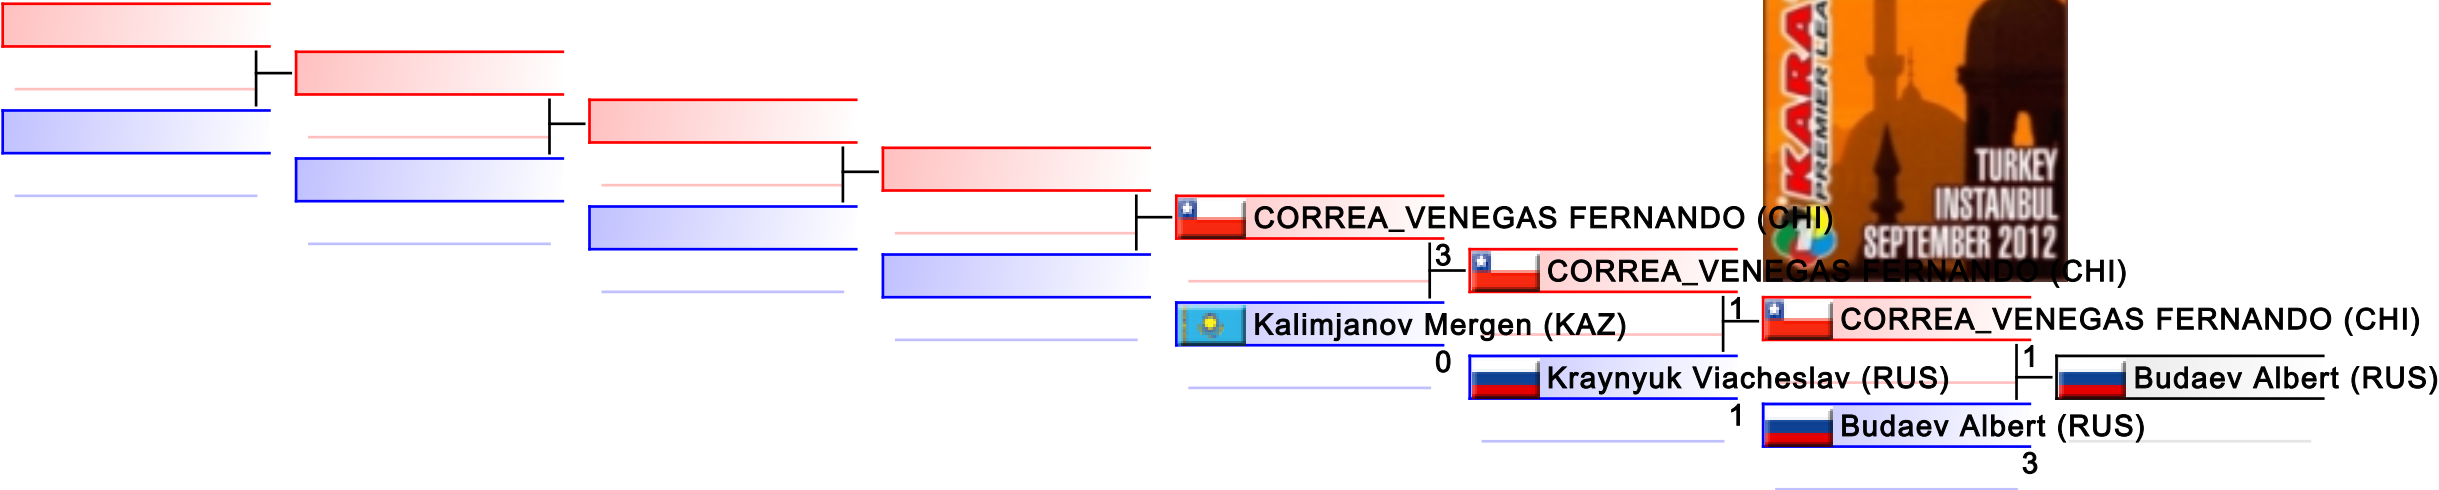 KARA
PREMIER LEA
TURKEY
INSTANBUL
SEPTEMBER 2012
CORREA_VENEGAS FERNANDO (CHI)
3
CORREA_VENEGAS FERNANDO (CHI)
Kalimjanov Mergen (KAZ)
0
1
CORREA_VENEGAS FERNANDO (CHI)
Kraynyuk Viacheslav (RUS)
1
1
Budaev Albert (RUS)
Budaev Albert (RUS)
3